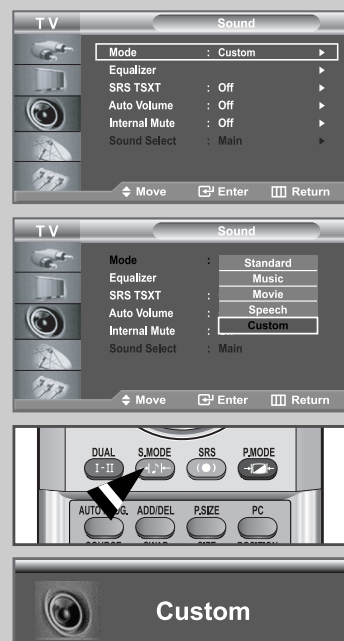 TV Sound
Mode : Custom
Equalizer
SRS TSXT : Off
Auto Volume : Off
Internal Mute : Off
Sound Select : Main
Move Enter Return
TV Sound
Mode : Standard
Equalizer Music
SRS TSXT : Movie
Auto Volume : Speech
Internal Mute : Custom
Sound Select : Main
Move Enter Return
DUAL S.MODE SRS P.MODE
I-II
ADD/DEL P.SIZE PC
Custom